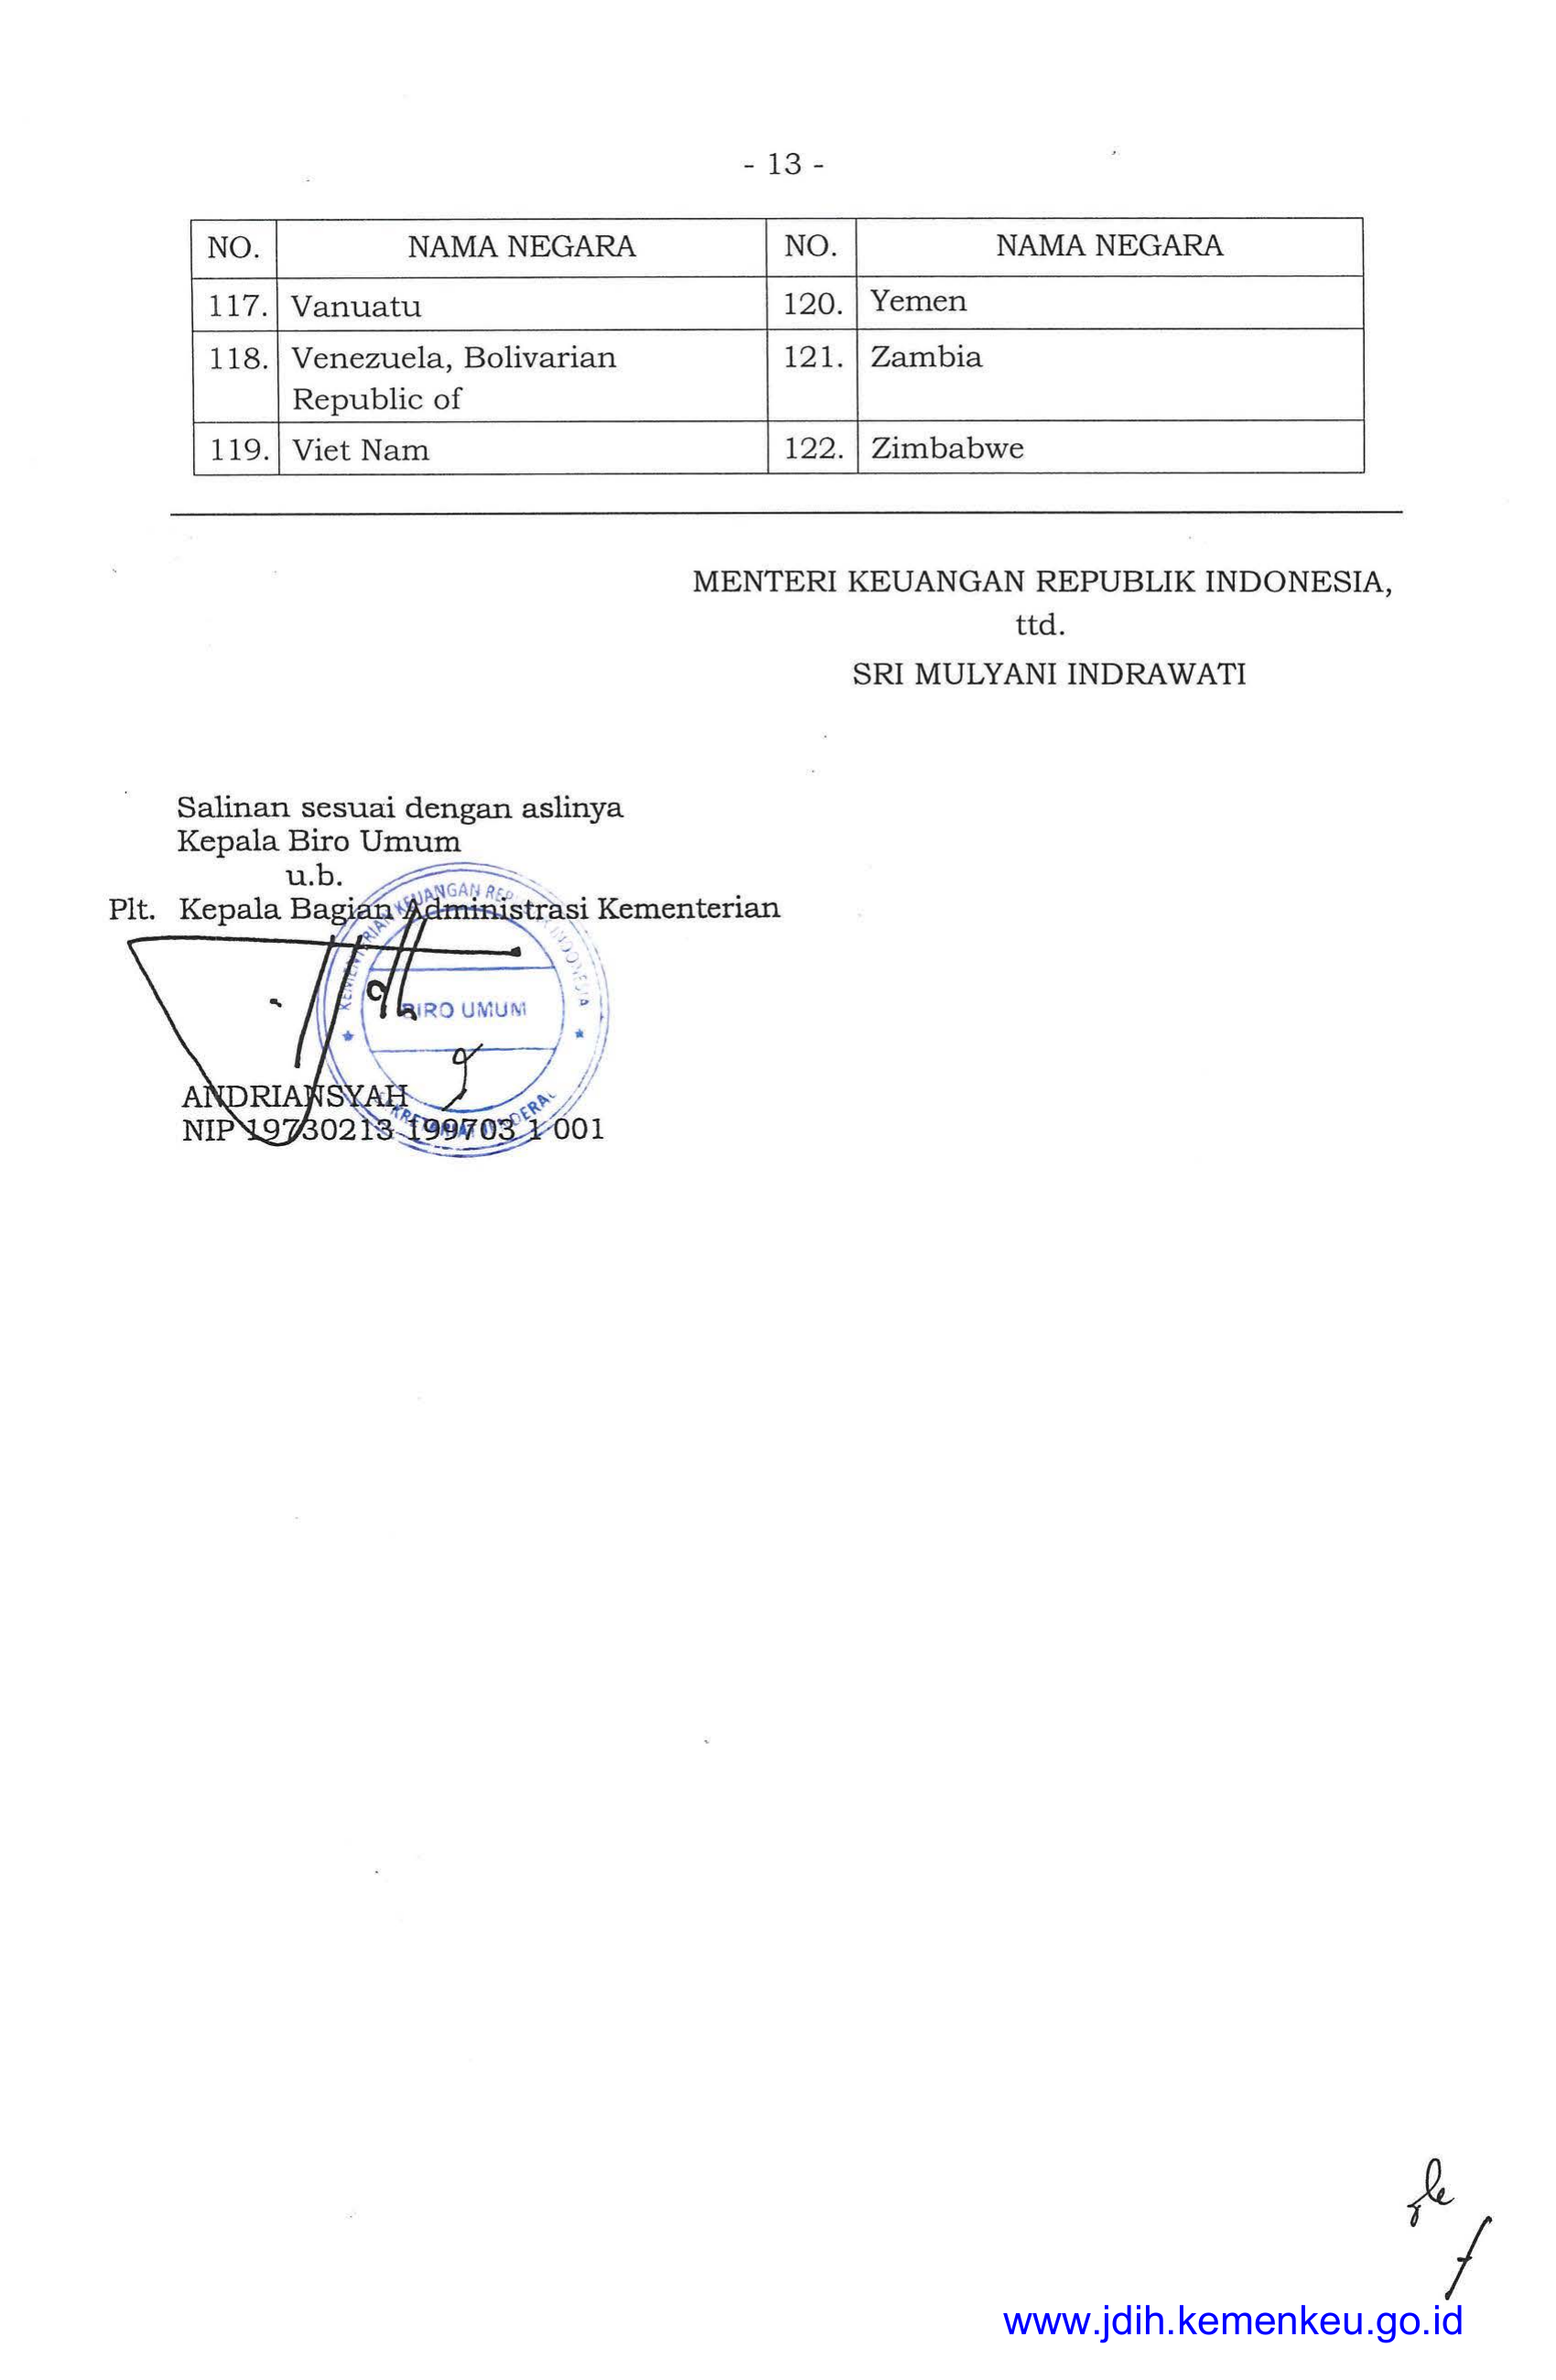 - 13 -
NO. NAMA NEGARA NO. NAMA NEGARA
117. Vanuatu 120. Yemen
118. Venezuela, Bolivarian 121. Zambia
Republic of
119. Viet Nam 122. Zimbabwe
MENTERI KEUANGAN REPUBLIK INDONESIA,
ttd.
SRI MULYANI INDRAWATI
Salinan sesuai dengan aslinya
Kepala Biro Umum
u.b.
Plt. Kepala Bagian Administrasi Kementerian
KEMENTERIAN KEUANGAN REPUBLIK INDONESIA
BIRO UMUM
SEKRETARIAT JENDERAL
ANDRIANSYAH
NIP 19730213 199703 1 001
www.jdih.kemenkeu.go.id